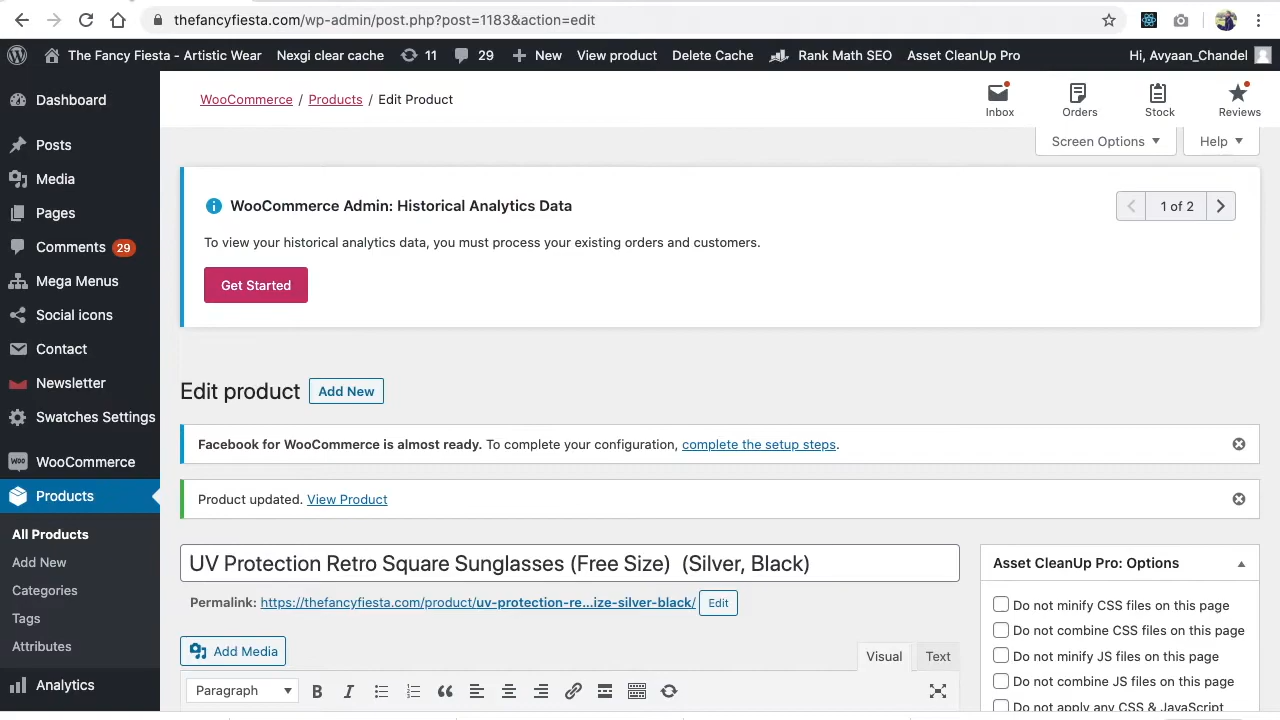 thefancyfiesta.com/wp-admin/post.php?post=1183&action=edit
The Fancy Fiesta - Artistic Wear Nexgi clear cache 11 29 New View product Delete Cache Rank Math SEO Asset CleanUp Pro Hi, Avyaan_Chandel
Dashboard
Posts
Media
Pages
Comments 29
Mega Menus
Social icons
Contact
Newsletter
Swatches Settings
WooCommerce
Products
All Products
Add New
Categories
Tags
Attributes
Analytics
WooCommerce / Products / Edit Product
Inbox Orders Stock Reviews
Screen Options Help
WooCommerce Admin: Historical Analytics Data
1 of 2
To view your historical analytics data, you must process your existing orders and customers.
Get Started
Edit product Add New
Facebook for WooCommerce is almost ready. To complete your configuration, complete the setup steps.
Product updated. View Product
UV Protection Retro Square Sunglasses (Free Size)  (Silver, Black)
Permalink: https://thefancyfiesta.com/product/uv-protection-re...ize-silver-black/ Edit
Add Media
Visual Text
Paragraph
Asset CleanUp Pro: Options
Do not minify CSS files on this page
Do not combine CSS files on this page
Do not minify JS files on this page
Do not combine JS files on this page
Do not apply any CSS & JavaScript